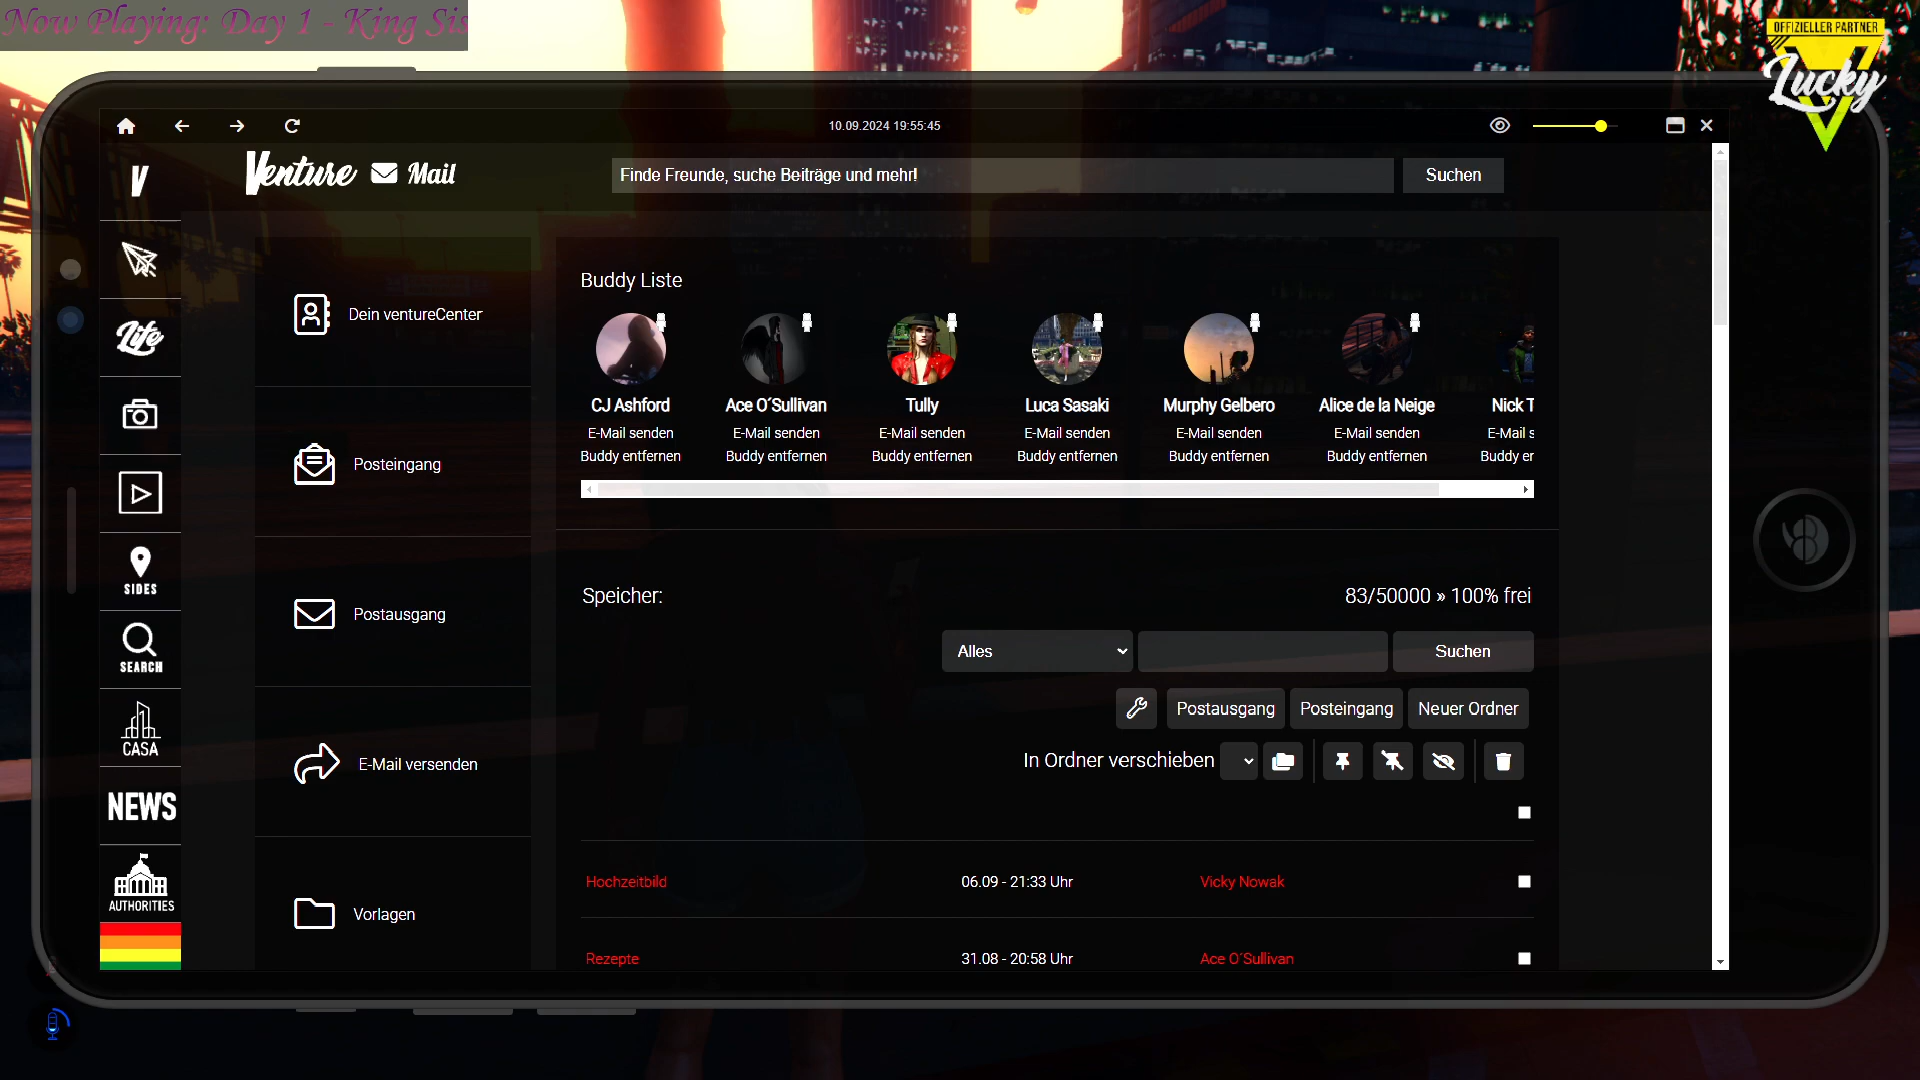 Now Playing: Day 1 - King Sis
OFFIZIELLER PARTNER
Lucky
10.09.2024 19:55:45
V
Venture Mail
Finde Freunde, suche Beiträge und mehr!
Suchen
Life
SIDES
SEARCH
CASA
NEWS
AUTHORITIES
Dein ventureCenter
Posteingang
Postausgang
E-Mail versenden
Vorlagen
Buddy Liste
CJ Ashford
Ace O´Sullivan
Tully
Luca Sasaki
Murphy Gelbero
Alice de la Neige
Nick T
E-Mail senden
E-Mail senden
E-Mail senden
E-Mail senden
E-Mail senden
E-Mail senden
E-Mail s
Buddy entfernen
Buddy entfernen
Buddy entfernen
Buddy entfernen
Buddy entfernen
Buddy entfernen
Buddy er
Speicher:
83/50000 » 100% frei
Alles
Suchen
Postausgang
Posteingang
Neuer Ordner
In Ordner verschieben
Hochzeitbild
06.09 - 21:33 Uhr
Vicky Nowak
Rezepte
31.08 - 20:58 Uhr
Ace O´Sullivan